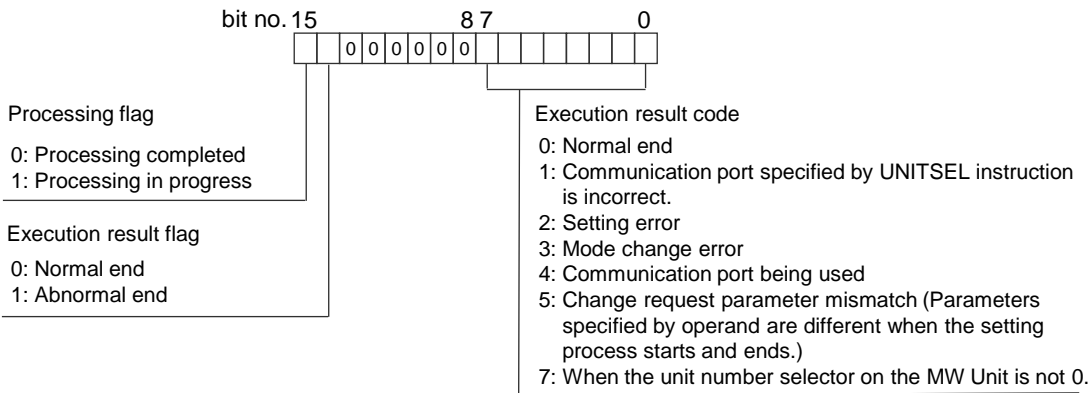 bit no. 15 8 7 0
0 0 0 0 0 0
Processing flag
0: Processing completed
1: Processing in progress
Execution result flag
0: Normal end
1: Abnormal end
Execution result code
0: Normal end
1: Communication port specified by UNITSEL instruction
is incorrect.
2: Setting error
3: Mode change error
4: Communication port being used
5: Change request parameter mismatch (Parameters
specified by operand are different when the setting
process starts and ends.)
7: When the unit number selector on the MW Unit is not 0.